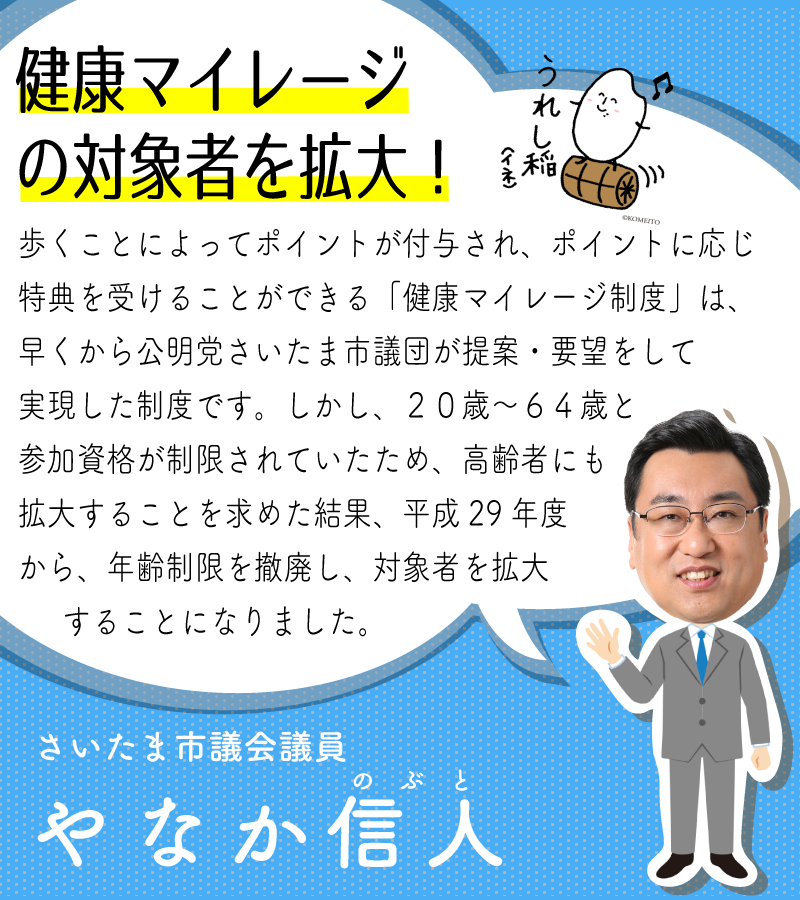 健康マイレージ
の対象者を拡大！
うれし稲
（イネ）
©KOMEITO
歩くことによってポイントが付与され、ポイントに応じ
特典を受けることができる「健康マイレージ制度」は、
早くから公明党さいたま市議団が提案・要望をして
実現した制度です。しかし、２０歳～６４歳と
参加資格が制限されていたため、高齢者にも
拡大することを求めた結果、平成29年度
から、年齢制限を撤廃し、対象者を拡大
することになりました。
さいたま市議会議員
のぶと
やなか信人